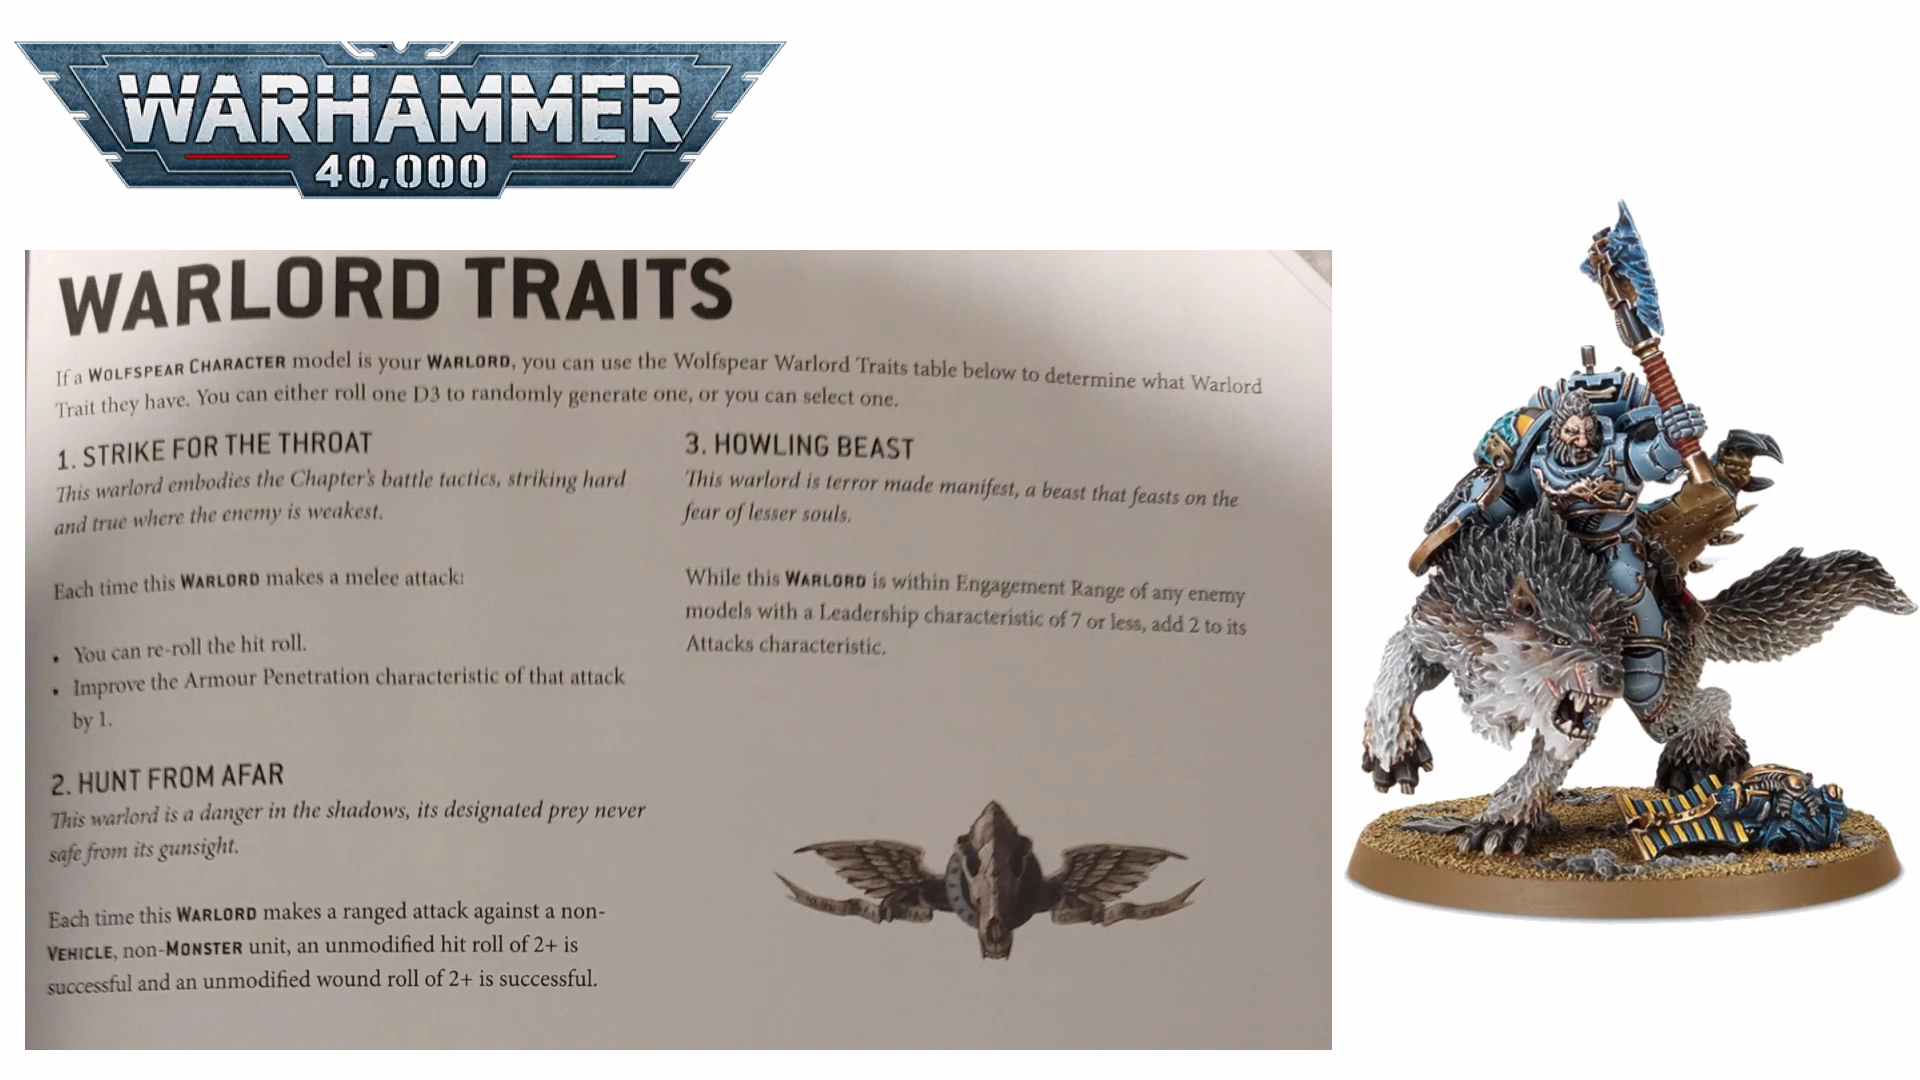 WARHAMMER
40,000
WARLORD TRAITS
If a WOLFSPEAR CHARACTER model is your WARLORD, you can use the Wolfspear Warlord Traits table below to determine what Warlord
Trait they have. You can either roll one D3 to randomly generate one, or you can select one.
1. STRIKE FOR THE THROAT
This warlord embodies the Chapter's battle tactics, striking hard
and true where the enemy is weakest.
Each time this WARLORD makes a melee attack:
• You can re-roll the hit roll.
• Improve the Armour Penetration characteristic of that attack
by 1.
2. HUNT FROM AFAR
This warlord is a danger in the shadows, its designated prey never
safe from its gunsight.
Each time this WARLORD makes a ranged attack against a non-
VEHICLE, non-MONSTER unit, an unmodified hit roll of 2+ is
successful and an unmodified wound roll of 2+ is successful.
3. HOWLING BEAST
This warlord is terror made manifest, a beast that feasts on the
fear of lesser souls.
While this WARLORD is within Engagement Range of any enemy
models with a Leadership characteristic of 7 or less, add 2 to its
Attacks characteristic.